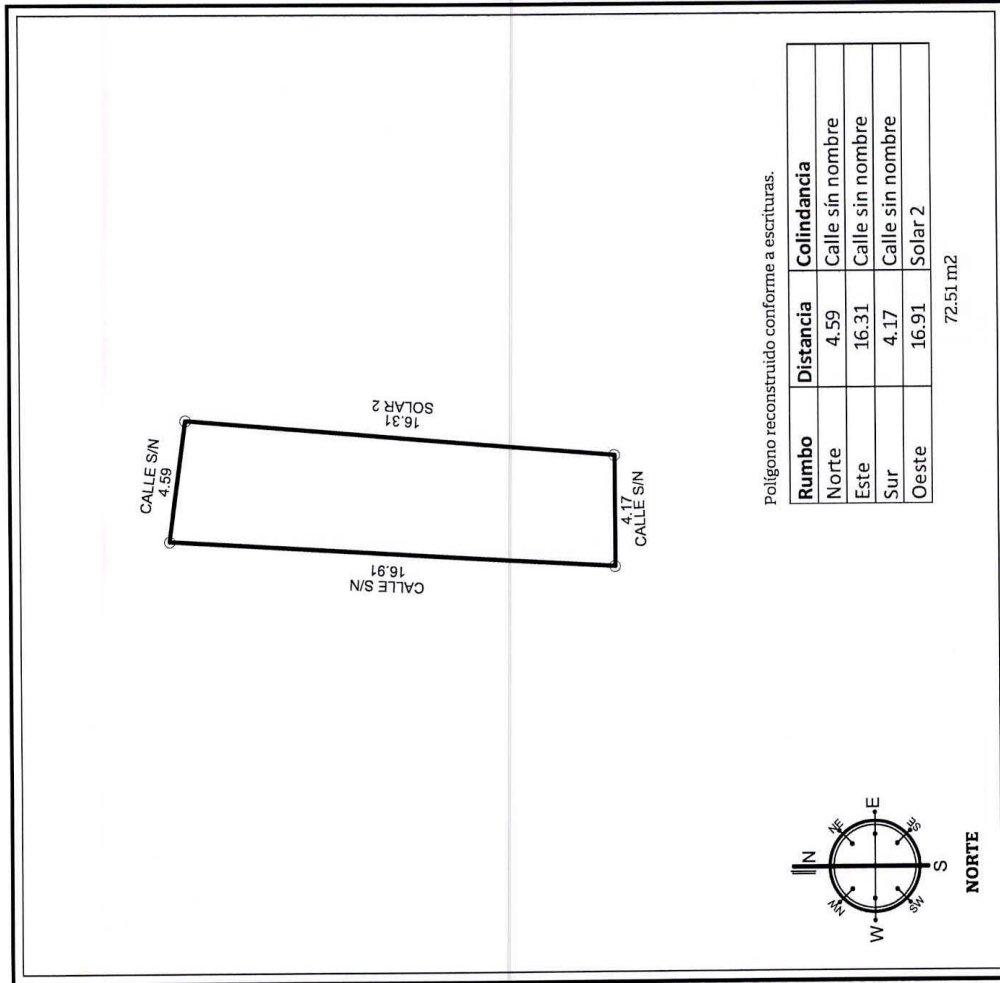 CALLE S/N
4.59
16.31
SOLAR 2
CALLE S/N
16.91
4.17
CALLE S/N
Polígono reconstruido conforme a escrituras.
Rumbo Distancia Colindancia
Norte 4.59 Calle sin nombre
Este 16.31 Calle sin nombre
Sur 4.17 Calle sin nombre
Oeste 16.91 Solar 2
72.51 m2
N
NW NE
W E
SW SE
S
NORTE